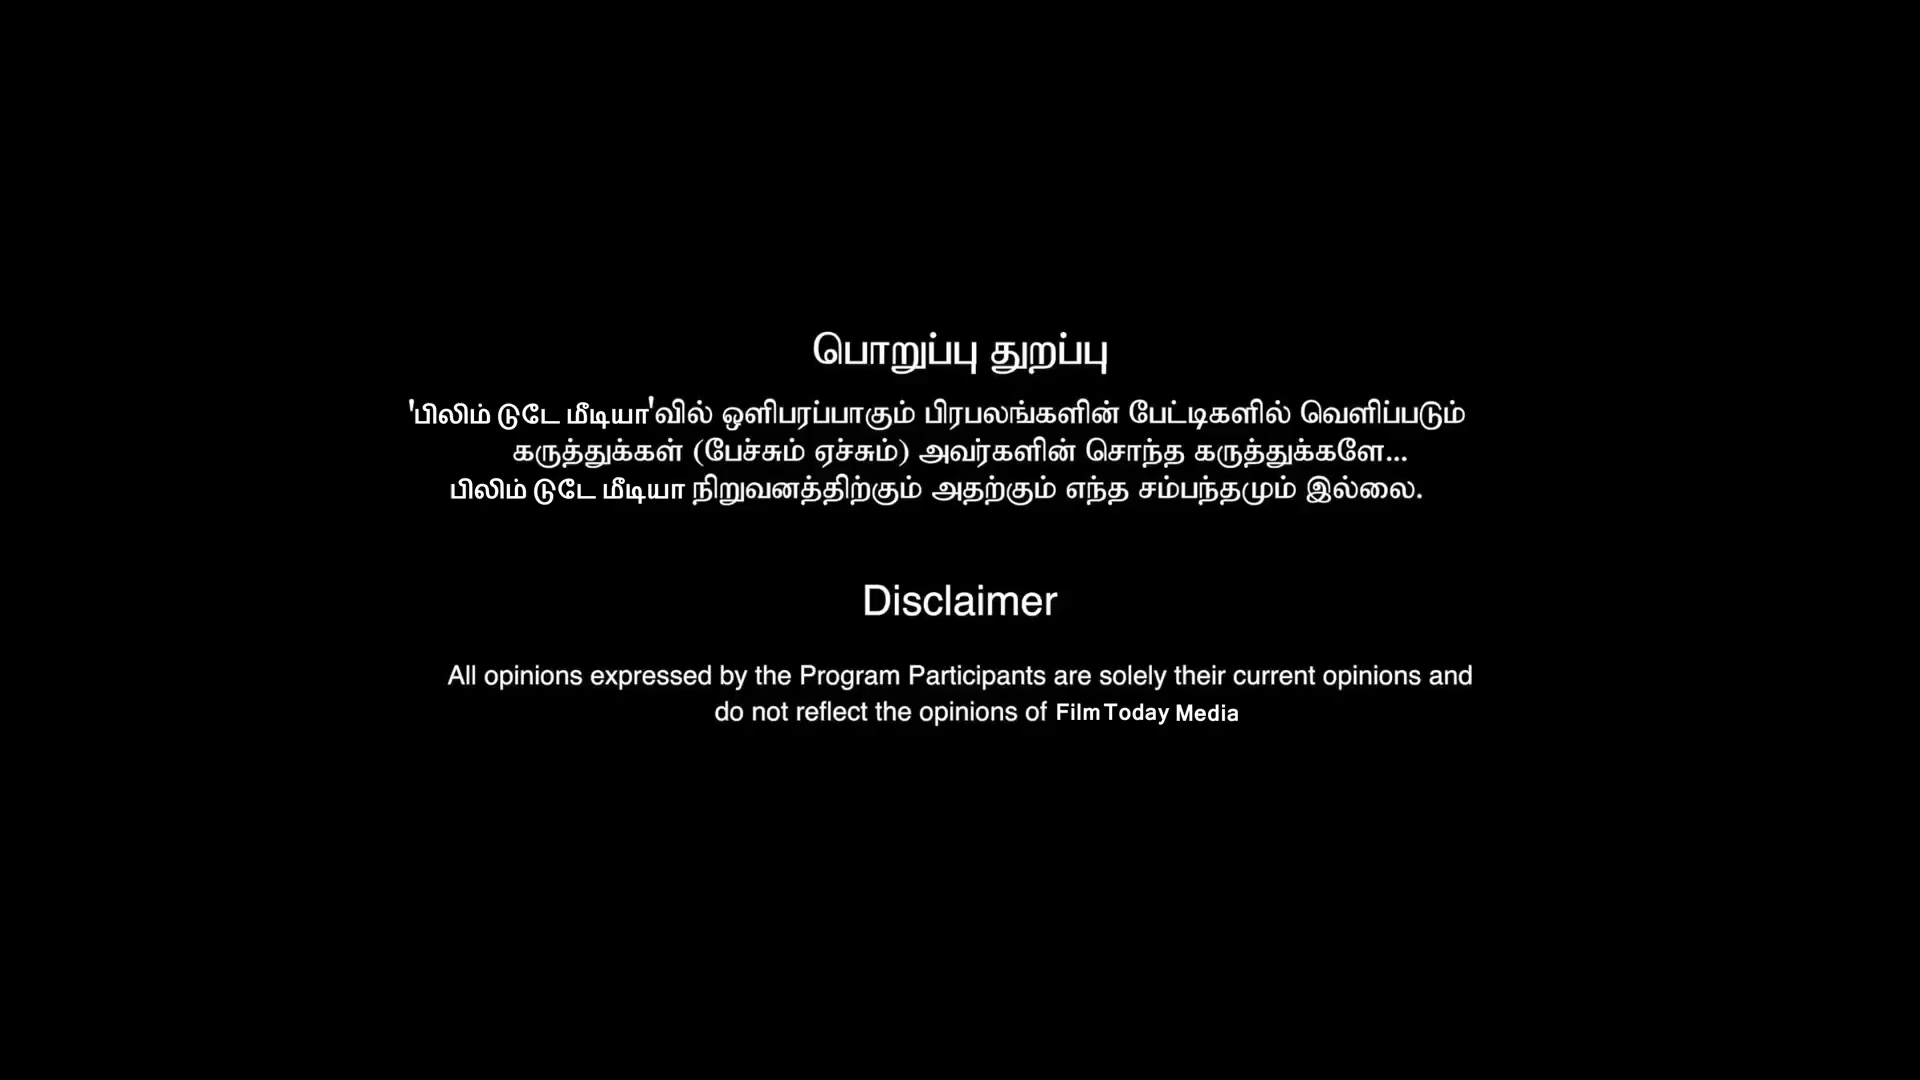 பொறுப்பு துறப்பு
'பிலிம் டுடே மீடியா'வில் ஒளிபரப்பாகும் பிரபலங்களின் பேட்டிகளில் வெளிப்படும்
கருத்துக்கள் (பேச்சும் ஏச்சும்) அவர்களின் சொந்த கருத்துக்களே...
பிலிம் டுடே மீடியா நிறுவனத்திற்கும் அதற்கும் எந்த சம்பந்தமும் இல்லை.
Disclaimer
All opinions expressed by the Program Participants are solely their current opinions and
do not reflect the opinions of Film Today Media